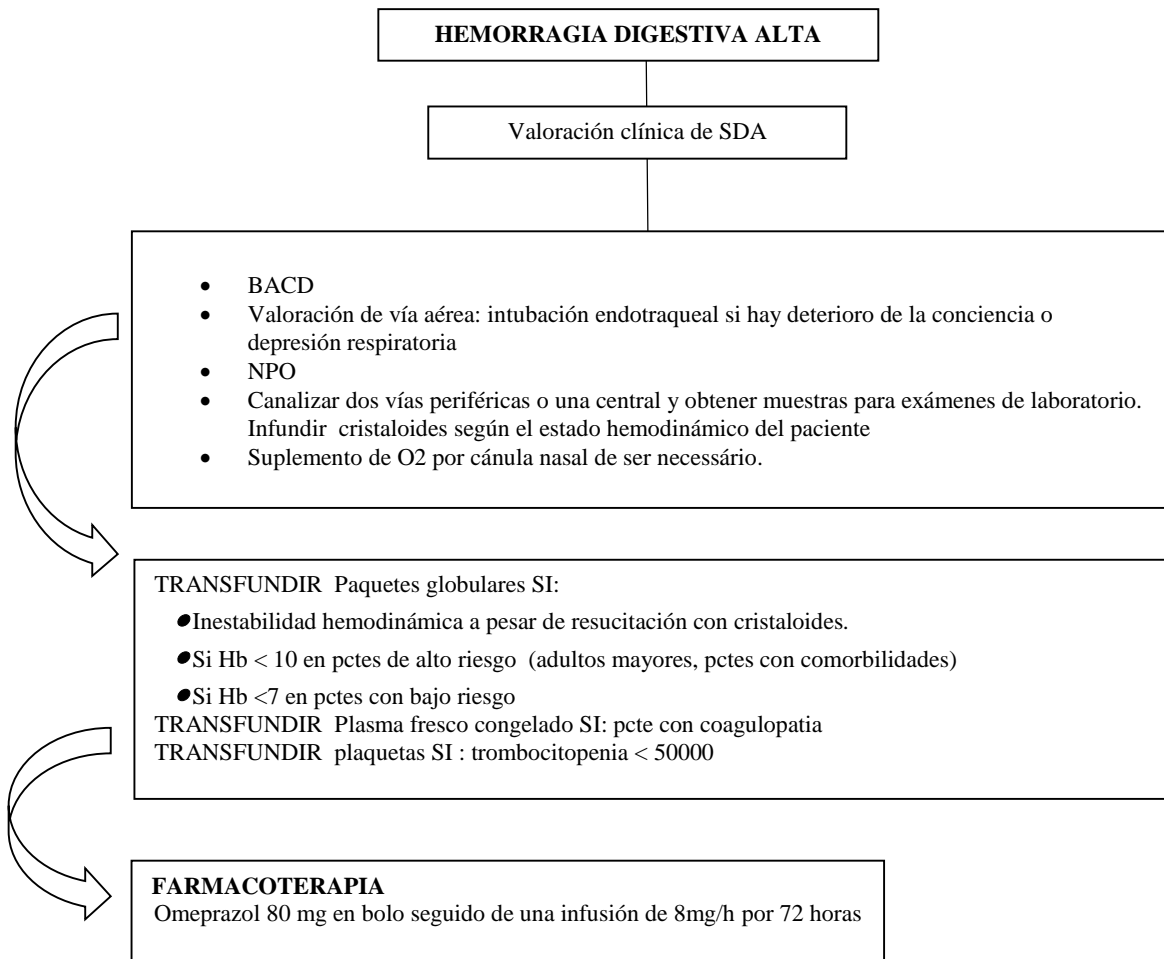 HEMORRAGIA DIGESTIVA ALTA
Valoración clínica de SDA
• BACD
• Valoración de vía aérea: intubación endotraqueal si hay deterioro de la conciencia o
depresión respiratoria
• NPO
• Canalizar dos vías periféricas o una central y obtener muestras para exámenes de laboratorio.
Infundir cristaloides según el estado hemodinámico del paciente
• Suplemento de O2 por cánula nasal de ser necessário.
TRANSFUNDIR Paquetes globulares SI:
•Inestabilidad hemodinámica a pesar de resucitación con cristaloides.
•Si Hb < 10 en pctes de alto riesgo (adultos mayores, pctes con comorbilidades)
•Si Hb <7 en pctes con bajo riesgo
TRANSFUNDIR Plasma fresco congelado SI: pcte con coagulopatia
TRANSFUNDIR plaquetas SI : trombocitopenia < 50000
FARMACOTERAPIA
Omeprazol 80 mg en bolo seguido de una infusión de 8mg/h por 72 horas